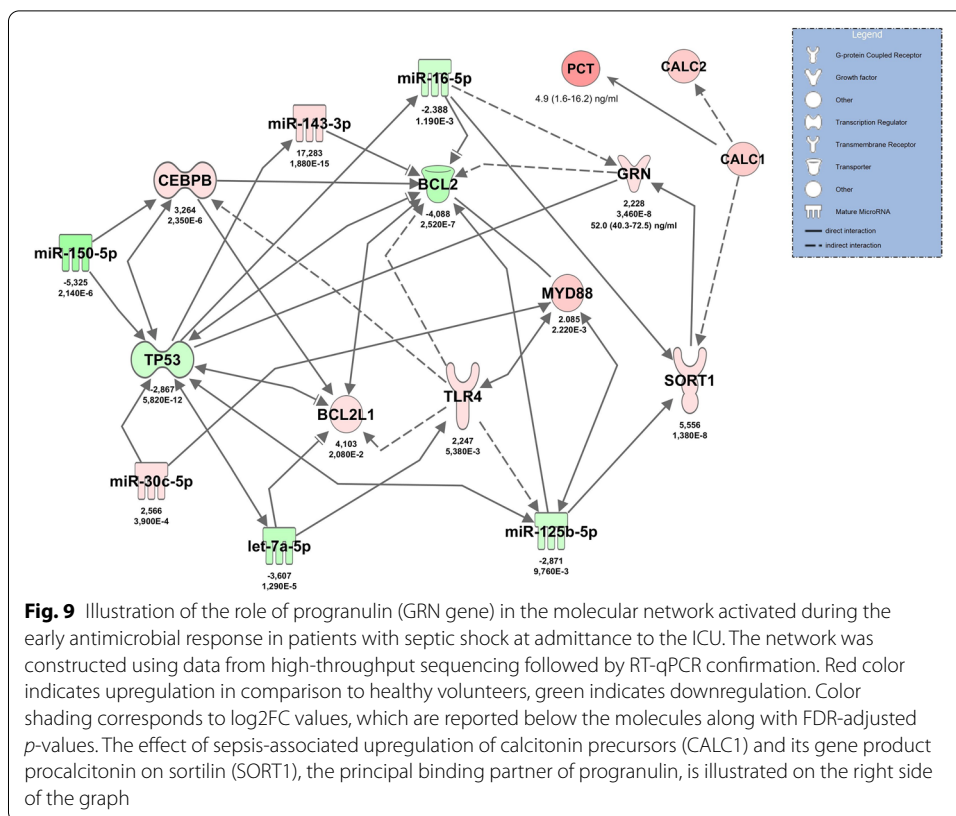 Legend
G-protein Coupled Receptor
Growth factor
Other
Transcription Regulator
Transmembrane Receptor
Transporter
Other
Mature MicroRNA
direct interaction
indirect interaction
miR-16-5p
-2.388
1.190E-3
PCT
4.9 (1.6-16.2) ng/ml
CALC2
CALC1
miR-143-3p
17,283
1,880E-15
CEBPB
3,264
2,350E-6
BCL2
-4,088
2,520E-7
GRN
2,228
3,460E-8
52.0 (40.3-72.5) ng/ml
miR-150-5p
-5,325
2,140E-6
MYD88
2.085
2.220E-3
TP53
-2,867
5,820E-12
BCL2L1
4,103
2,080E-2
TLR4
2,247
5,380E-3
SORT1
5,556
1,380E-8
miR-30c-5p
2,566
3,900E-4
let-7a-5p
-3,607
1,290E-5
miR-125b-5p
-2,871
9,760E-3
Fig. 9 Illustration of the role of progranulin (GRN gene) in the molecular network activated during the
early antimicrobial response in patients with septic shock at admittance to the ICU. The network was
constructed using data from high-throughput sequencing followed by RT-qPCR confirmation. Red color
indicates upregulation in comparison to healthy volunteers, green indicates downregulation. Color
shading corresponds to log2FC values, which are reported below the molecules along with FDR-adjusted
p-values. The effect of sepsis-associated upregulation of calcitonin precursors (CALC1) and its gene product
procalcitonin on sortilin (SORT1), the principal binding partner of progranulin, is illustrated on the right side
of the graph